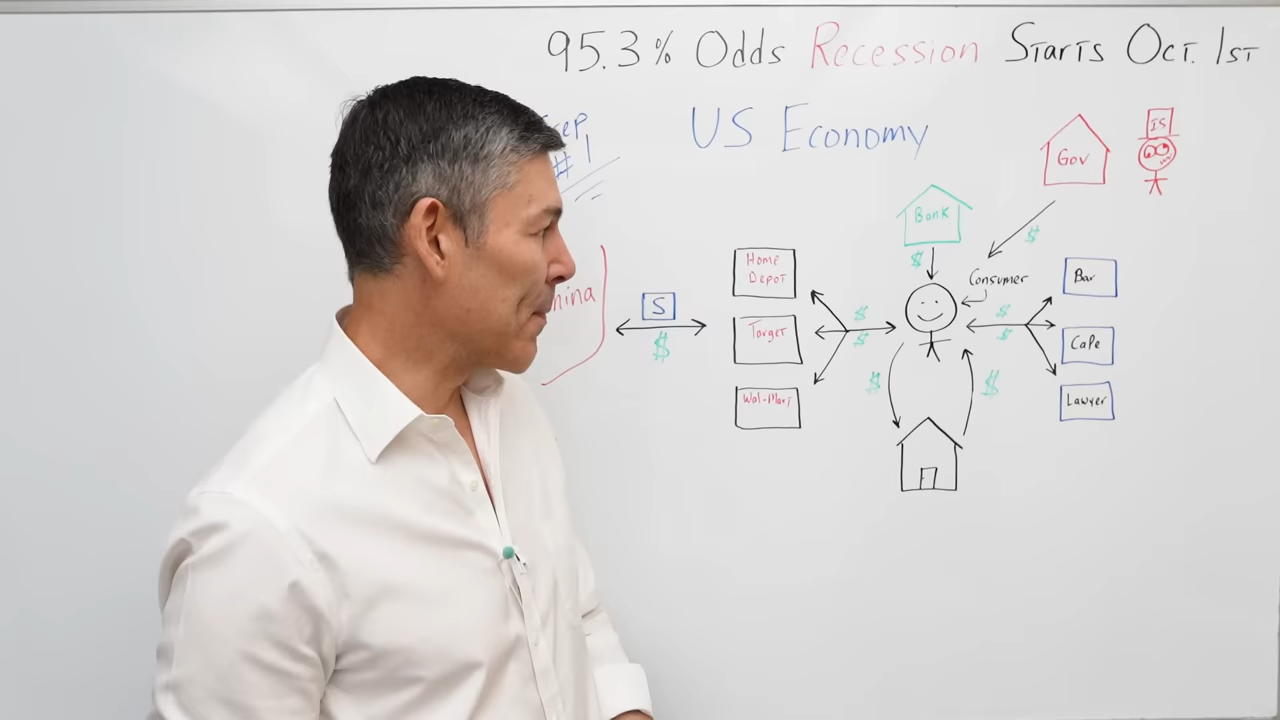 95.3% Odds Recession Starts Oct. 1st
#1
US Economy
Gov
IS
Bank
$
$
Consumer
Home
Depot
Target
Wal-Mart
S
$
$
$
$
$
Bar
Cafe
Lawyer
$
$